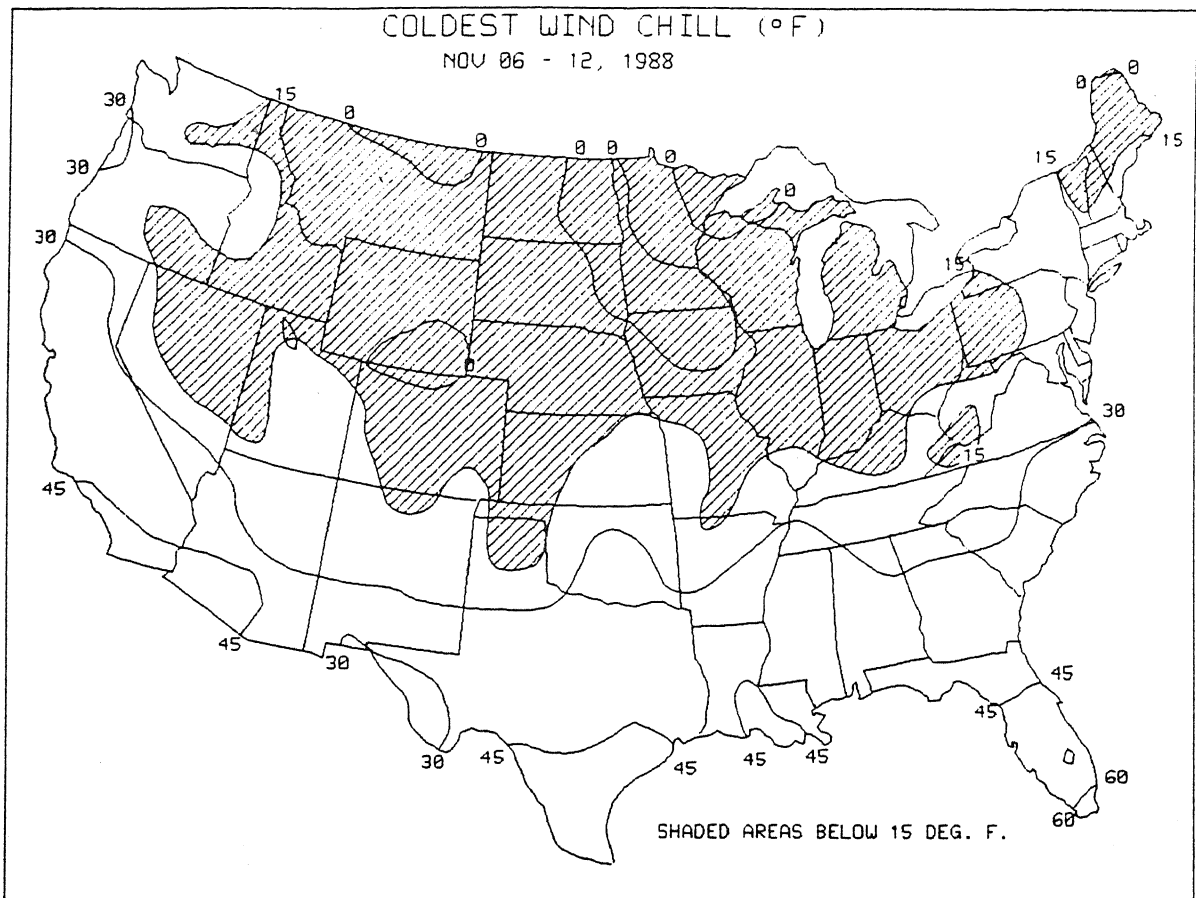 COLDEST WIND CHILL (°F)
NOV 06 - 12, 1988
0 0
30 15 0
0 0 0 0 15
30 15
0
30 15
0
30
15
45
45 45
30 45
30 45 45 45 45
60
60
SHADED AREAS BELOW 15 DEG. F.